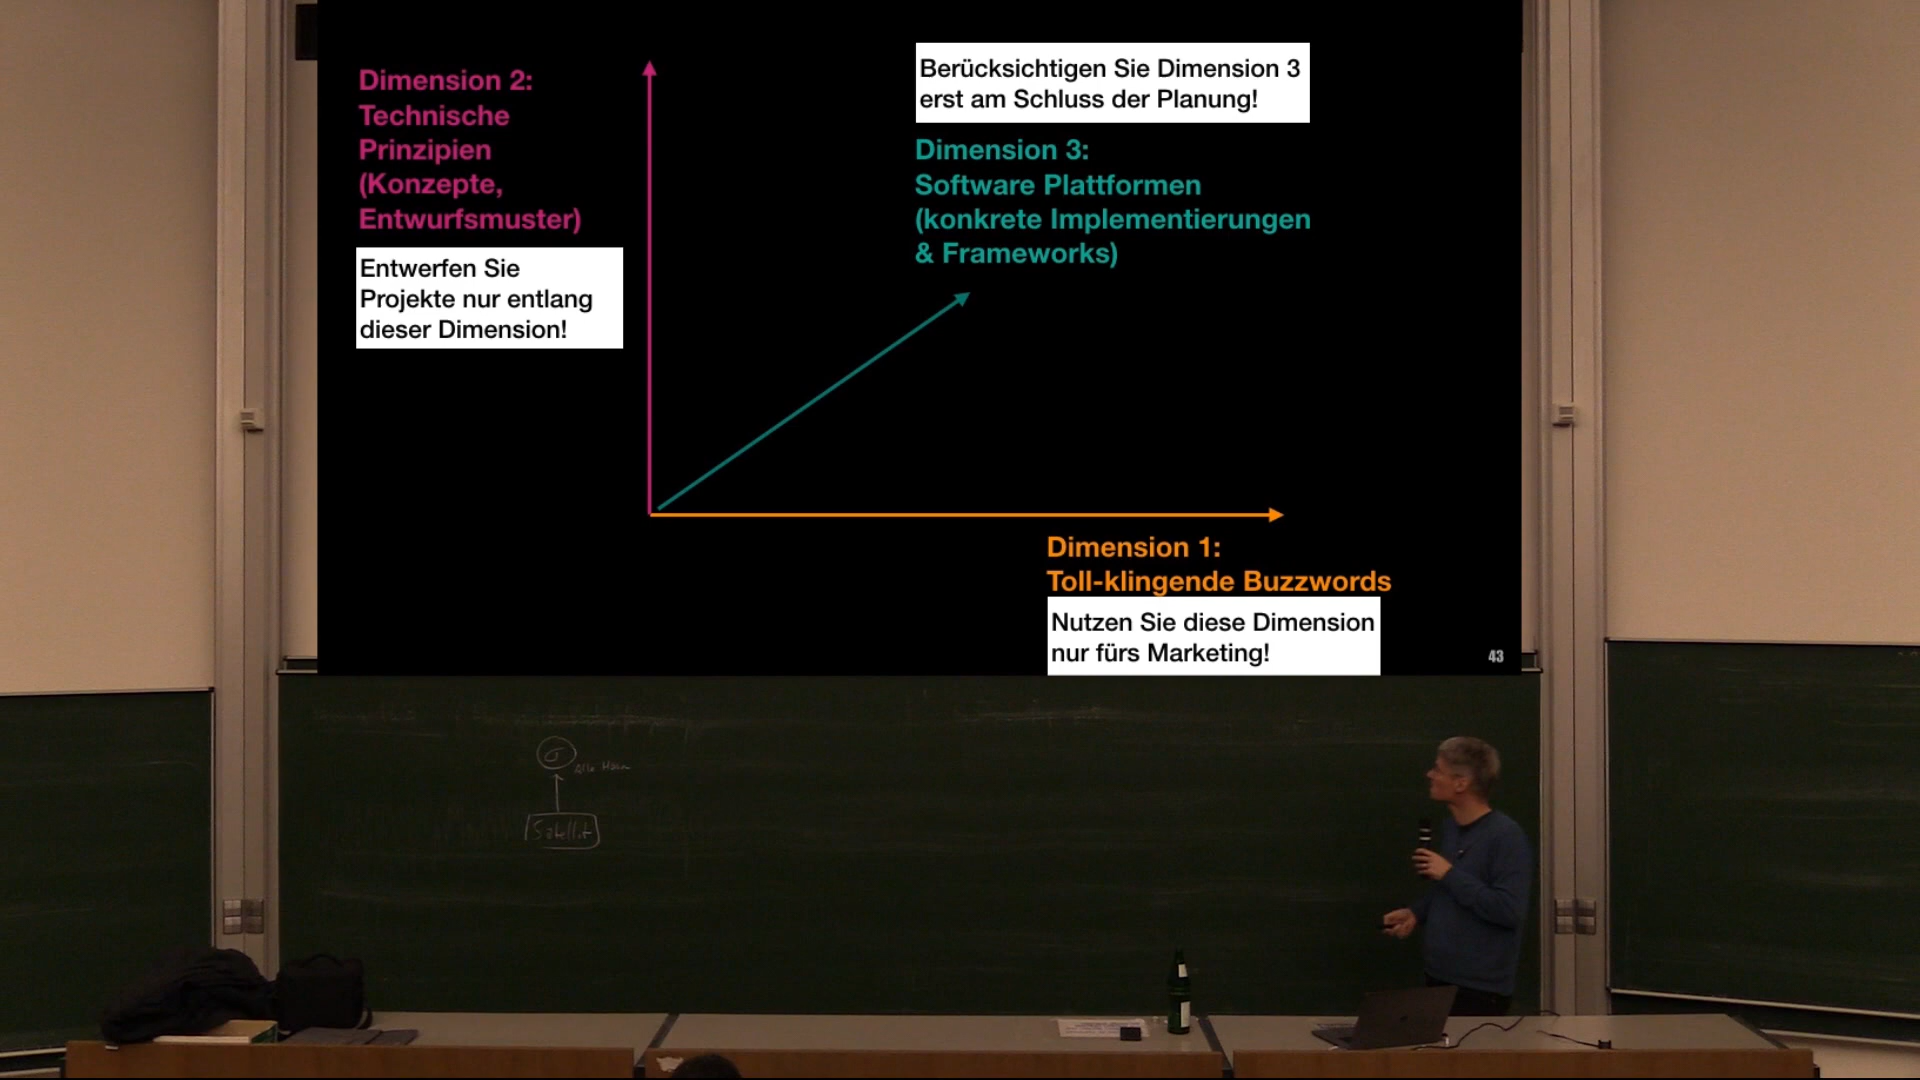 Dimension 2:
Technische
Prinzipien
(Konzepte,
Entwurfsmuster)
Entwerfen Sie
Projekte nur entlang
dieser Dimension!
Berücksichtigen Sie Dimension 3
erst am Schluss der Planung!
Dimension 3:
Software Plattformen
(konkrete Implementierungen
& Frameworks)
Dimension 1:
Toll-klingende Buzzwords
Nutzen Sie diese Dimension
nur fürs Marketing!
43
σ
Satellit